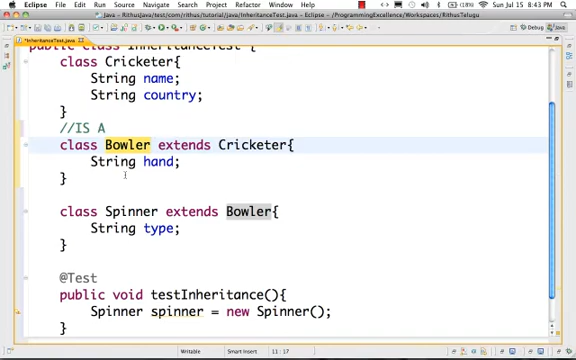 Eclipse File Edit Source Refactor Navigate Search Project Run Window Help (18%) Sun Jul 15 8:43 PM
Java - Rithusjava/test/com/rithus/tutorial/java/InheritanceTest.java - Eclipse - /ProgrammingExcellence/Workspaces/RithusTelugu
Debug Java
*InheritanceTest.java
public class InheritanceTest {
class Cricketer{
String name;
String country;
}
//IS A
class Bowler extends Cricketer{
String hand;
}
class Spinner extends Bowler{
String type;
}
@Test
public void testInheritance(){
Spinner spinner = new Spinner();
}
Writable Smart Insert 11 : 17